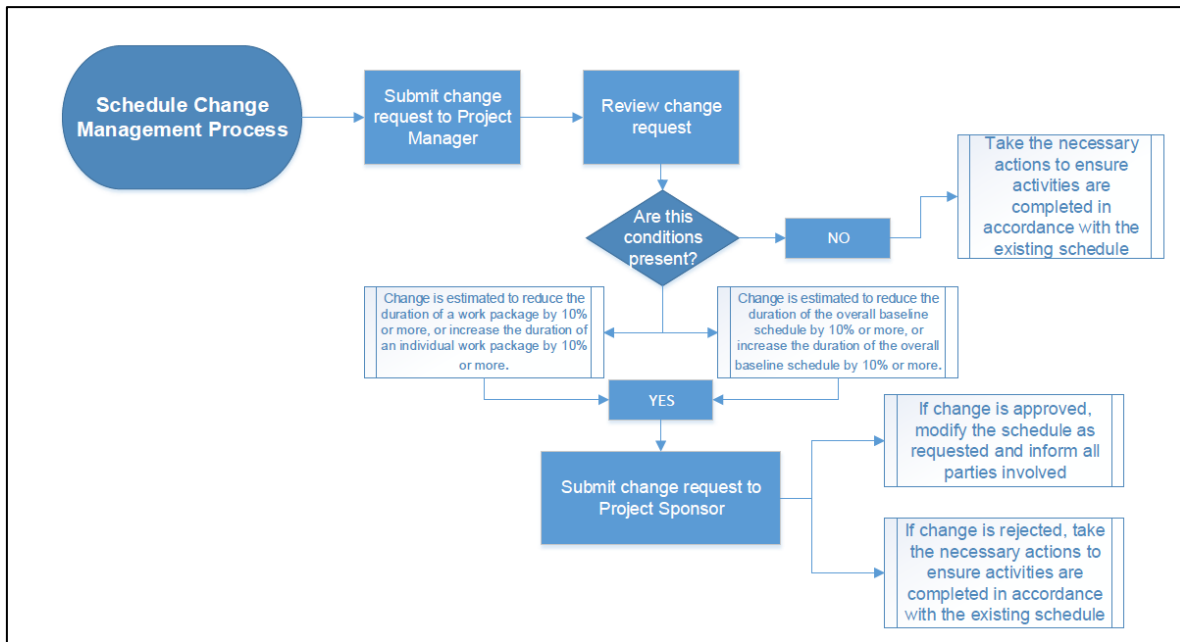 Schedule Change
Management Process
Submit change
request to Project
Manager
Review change
request
Take the necessary
actions to ensure
activities are
completed in
accordance with the
existing schedule
Are this
conditions
present?
NO
Change is estimated to reduce the
duration of a work package by 10%
or more, or increase the duration of
an individual work package by 10%
or more.
Change is estimated to reduce the
duration of the overall baseline
schedule by 10% or more, or
increase the duration of the overall
baseline schedule by 10% or more.
YES
Submit change request to
Project Sponsor
If change is approved,
modify the schedule as
requested and inform all
parties involved
If change is rejected, take
the necessary actions to
ensure activities are
completed in accordance
with the existing schedule